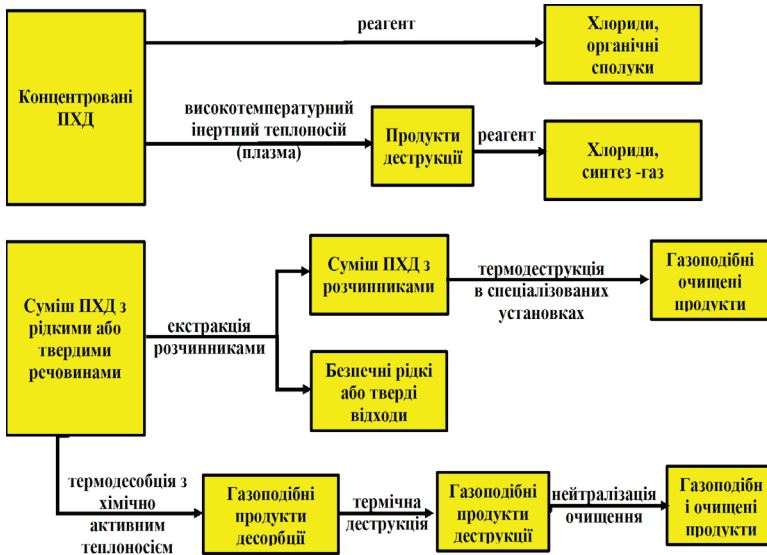 Концентровані
ПХД
реагент
Хлориди,
органічні
сполуки
високотемпературний
інертний теплопосій
(плазма)
Продукти
деструкції
реагент
Хлориди,
синтез -газ
Суміш ПХД з
рідкими або
твердими
речовинами
екстракція
розчинниками
Суміш ПХД з
розчинниками
термодеструкція
в спеціалізованих
установках
Газоподібні
очищені
продукти
Безпечні рідкі
або тверді
відходи
термодесобція з
хімічно
активним
теплоносієм
Газоподібні
продукти
десорбції
термічна
деструкція
Газоподібні
продукти
деструкції
нейтралізація
очищення
Газоподібн
і очищені
продукти